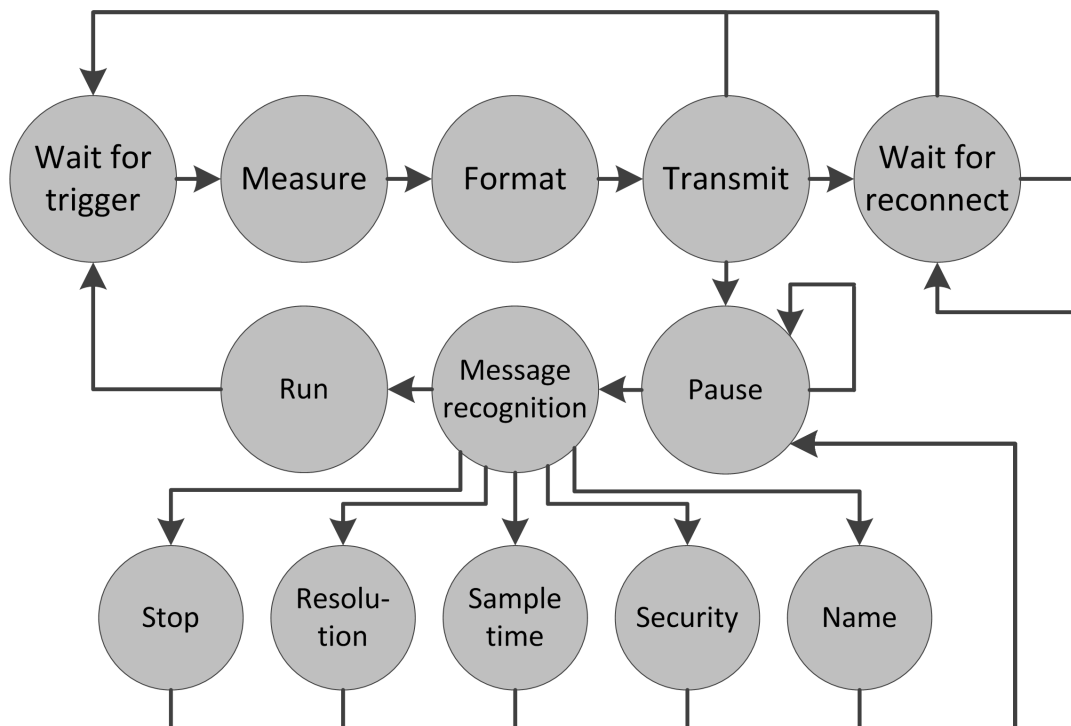 Wait for
trigger
Measure
Format
Transmit
Wait for
reconnect
Run
Message
recognition
Pause
Stop
Resolu-
tion
Sample
time
Security
Name